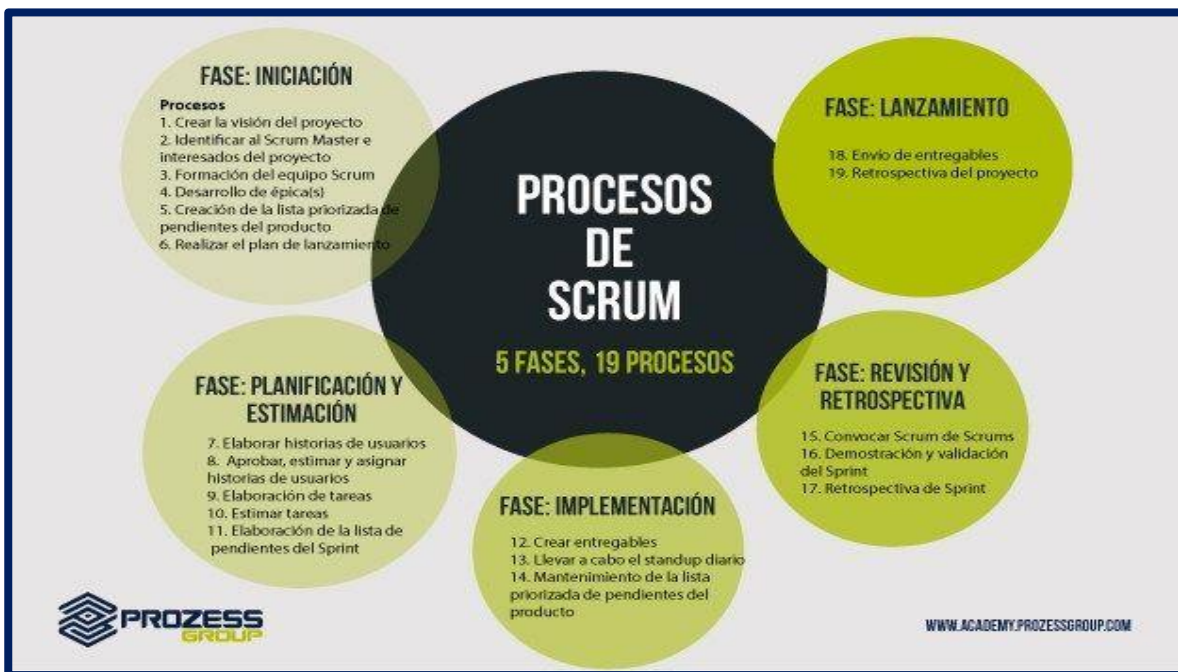 FASE: INICIACIÓN
Procesos
1. Crear la visión del proyecto
2. Identificar al Scrum Master e
interesados del proyecto
3. Formación del equipo Scrum
4. Desarrollo de épica(s)
5. Creación de la lista priorizada de
pendientes del producto
6. Realizar el plan de lanzamiento
PROCESOS
DE
SCRUM
5 FASES, 19 PROCESOS
FASE: LANZAMIENTO
18. Envío de entregables
19. Retrospectiva del proyecto
FASE: PLANIFICACIÓN Y
ESTIMACIÓN
7. Elaborar historias de usuarios
8. Aprobar, estimar y asignar
historias de usuarios
9. Elaboración de tareas
10. Estimar tareas
11. Elaboración de la lista de
pendientes del Sprint
FASE: IMPLEMENTACIÓN
12. Crear entregables
13. Llevar a cabo el standup diario
14. Mantenimiento de la lista
priorizada de pendientes del
producto
FASE: REVISIÓN Y
RETROSPECTIVA
15. Convocar Scrum de Scrums
16. Demostración y validación
del Sprint
17. Retrospectiva de Sprint
PROZESS
GROUP
WWW.ACADEMY.PROZESSGROUP.COM